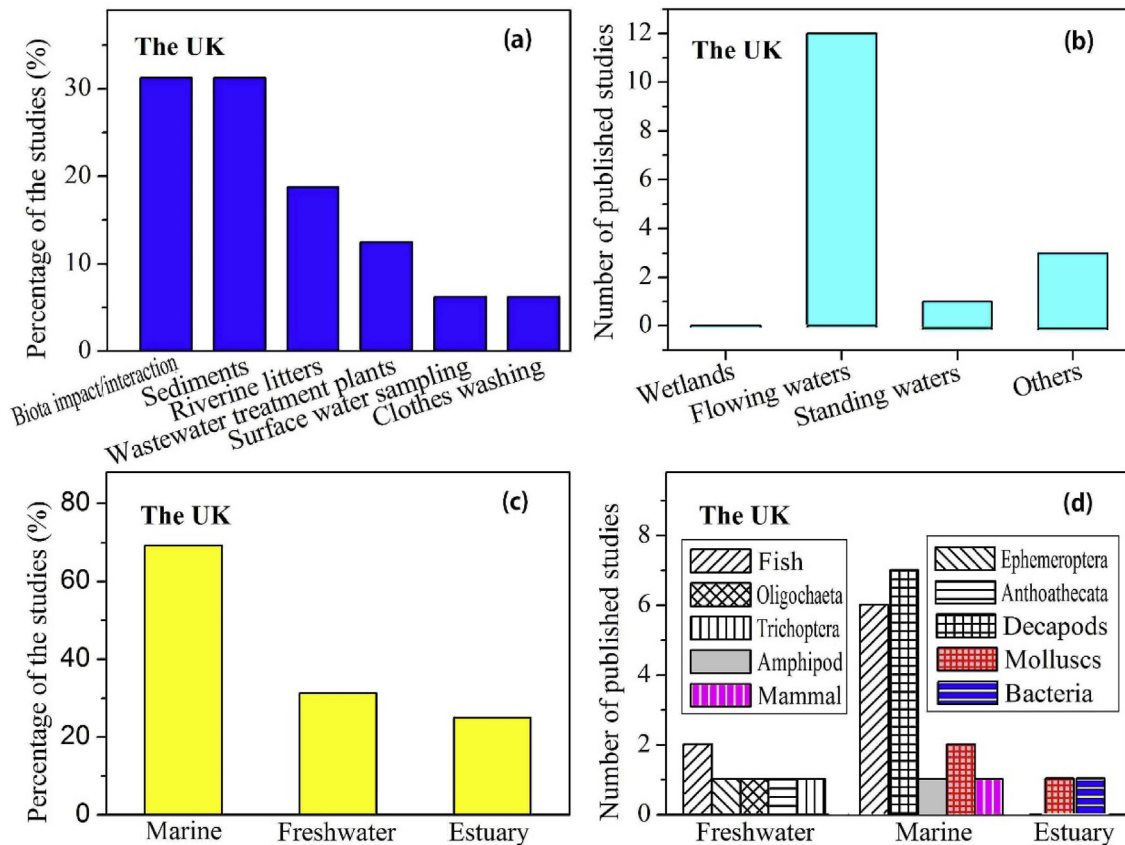 The UK
(a)
Percentage of the studies (%)
30
20
10
0
Biota impact/interaction
Sediments
Riverine litters
Wastewater treatment plants
Surface water sampling
Clothes washing
The UK
(b)
Number of published studies
12
10
8
6
4
2
0
Wetlands
Flowing waters
Standing waters
Others
The UK
(c)
Percentage of the studies (%)
80
60
40
20
0
Marine
Freshwater
Estuary
The UK
(d)
Number of published studies
8
6
4
2
0
Fish
Oligochaeta
Trichoptera
Amphipod
Mammal
Ephemeroptera
Anthoathecata
Decapods
Molluscs
Bacteria
Freshwater
Marine
Estuary